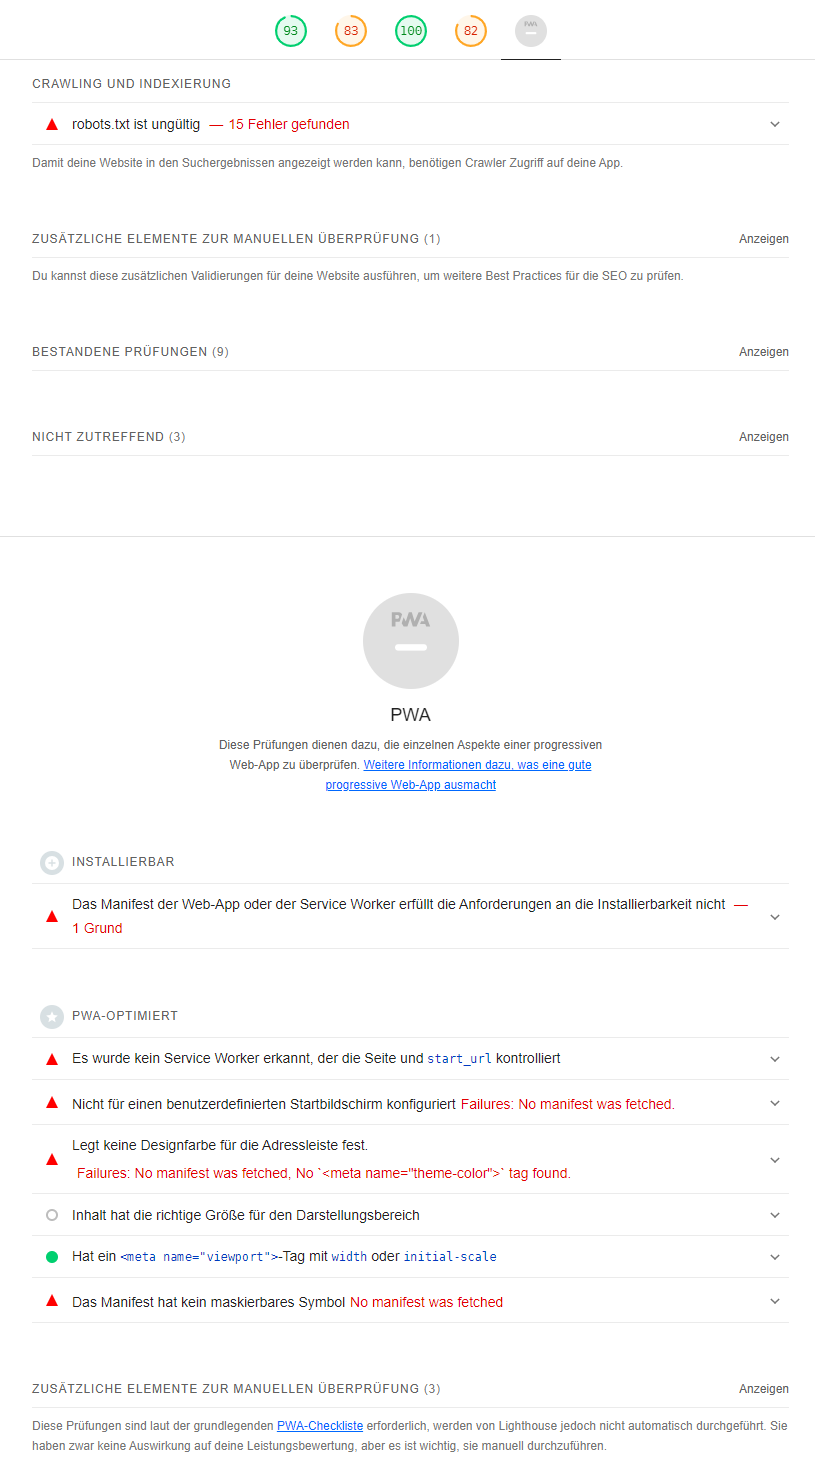 93 83 100 82 PWA
CRAWLING UND INDEXIERUNG
robots.txt ist ungültig — 15 Fehler gefunden
Damit deine Website in den Suchergebnissen angezeigt werden kann, benötigen Crawler Zugriff auf deine App.
ZUSÄTZLICHE ELEMENTE ZUR MANUELLEN ÜBERPRÜFUNG (1) Anzeigen
Du kannst diese zusätzlichen Validierungen für deine Website ausführen, um weitere Best Practices für die SEO zu prüfen.
BESTANDENE PRÜFUNGEN (9) Anzeigen
NICHT ZUTREFFEND (3) Anzeigen
PWA
PWA
Diese Prüfungen dienen dazu, die einzelnen Aspekte einer progressiven
Web-App zu überprüfen. Weitere Informationen dazu, was eine gute
progressive Web-App ausmacht
INSTALLIERBAR
Das Manifest der Web-App oder der Service Worker erfüllt die Anforderungen an die Installierbarkeit nicht —
1 Grund
PWA-OPTIMIERT
Es wurde kein Service Worker erkannt, der die Seite und start_url kontrolliert
Nicht für einen benutzerdefinierten Startbildschirm konfiguriert Failures: No manifest was fetched.
Legt keine Designfarbe für die Adressleiste fest.
Failures: No manifest was fetched, No `<meta name="theme-color">` tag found.
Inhalt hat die richtige Größe für den Darstellungsbereich
Hat ein <meta name="viewport">-Tag mit width oder initial-scale
Das Manifest hat kein maskierbares Symbol No manifest was fetched
ZUSÄTZLICHE ELEMENTE ZUR MANUELLEN ÜBERPRÜFUNG (3) Anzeigen
Diese Prüfungen sind laut der grundlegenden PWA-Checkliste erforderlich, werden von Lighthouse jedoch nicht automatisch durchgeführt. Sie
haben zwar keine Auswirkung auf deine Leistungsbewertung, aber es ist wichtig, sie manuell durchzuführen.